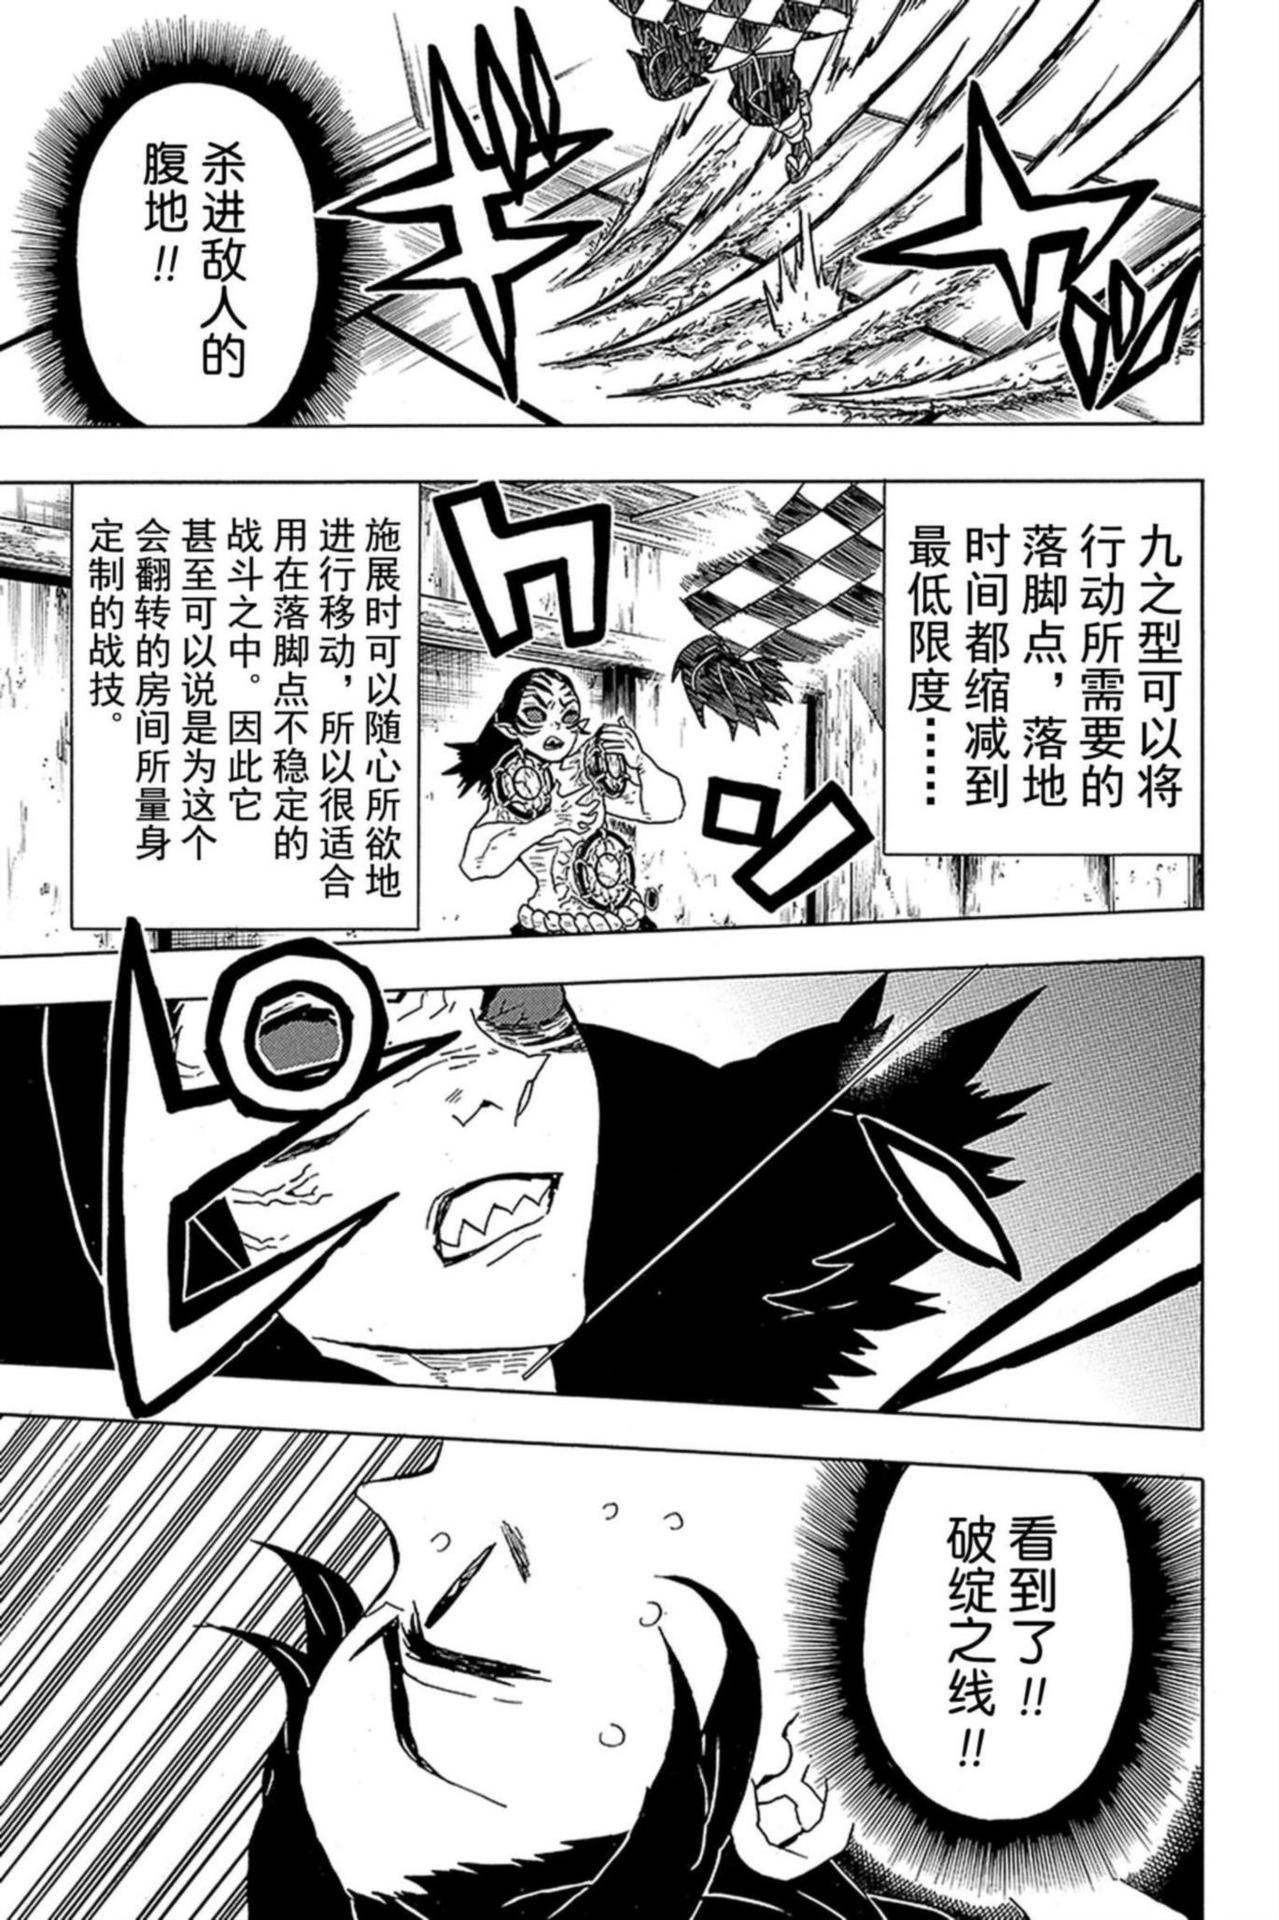 杀进敌人的
腹地!!
九之型可以将
行动所需要的
落脚点，落地
时间都缩减到
最低限度……
施展时可以随心所欲地
进行移动，所以很适合
用在落脚点不稳定的
战斗之中。因此它
甚至可以说是为这个
会翻转的房间所量身
定制的战技。
看到了!!
破绽之线!!